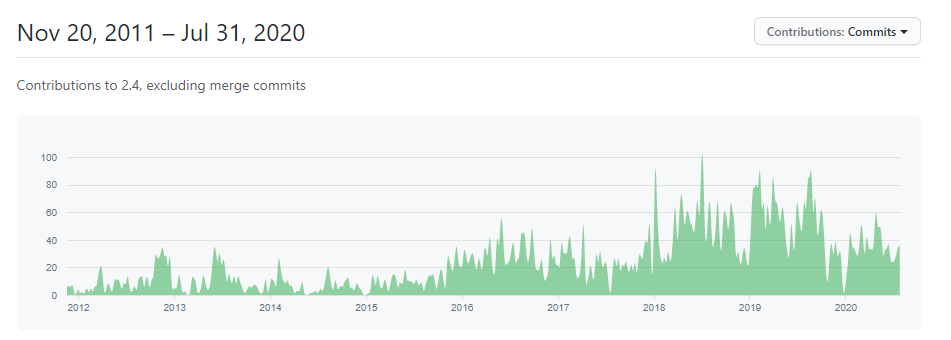 Nov 20, 2011 – Jul 31, 2020
Contributions: Commits
Contributions to 2.4, excluding merge commits
100
80
60
40
20
0
2012 2013 2014 2015 2016 2017 2018 2019 2020